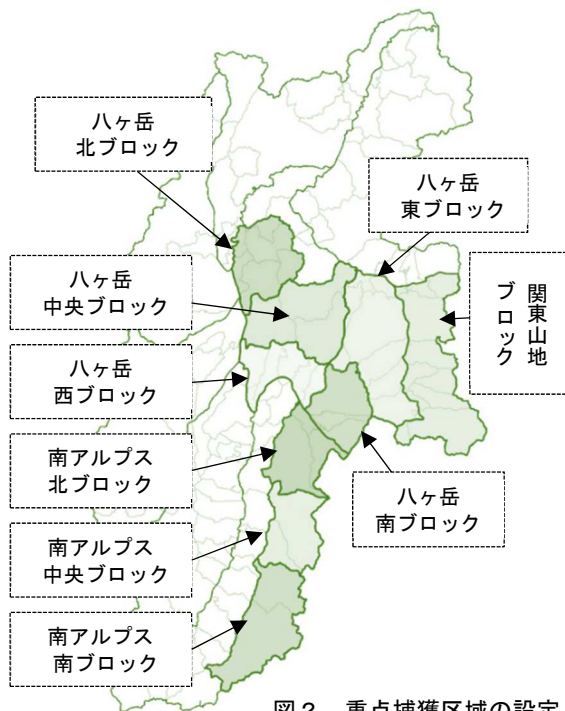 八ヶ岳
北ブロック
八ヶ岳
東ブロック
八ヶ岳
中央ブロック
関東山地
ブロック
八ヶ岳
西ブロック
南アルプス
北ブロック
八ヶ岳
南ブロック
南アルプス
中央ブロック
南アルプス
南ブロック
図２　重点捕獲区域の設定